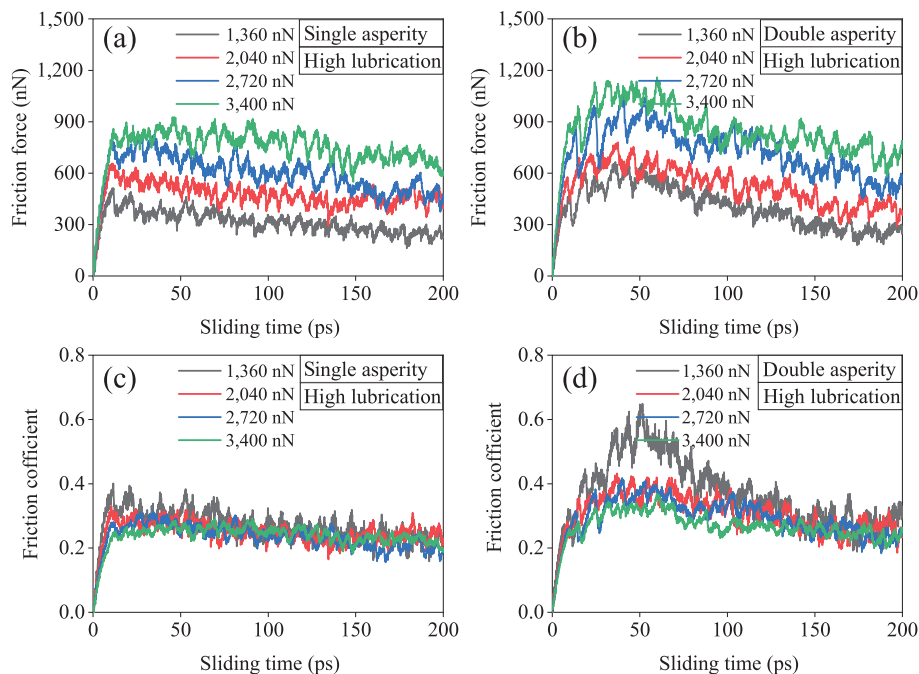 (a)
1,360 nN
2,040 nN
2,720 nN
3,400 nN
Single asperity
High lubrication
1,500
1,200
900
600
300
0
Friction force (nN)
0 50 100 150 200
Sliding time (ps)
(b)
1,360 nN
2,040 nN
2,720 nN
3,400 nN
Double asperity
High lubrication
1,500
1,200
900
600
300
0
Friction force (nN)
0 50 100 150 200
Sliding time (ps)
(c)
1,360 nN
2,040 nN
2,720 nN
3,400 nN
Single asperity
High lubrication
0.8
0.6
0.4
0.2
0.0
Friction cofficient
0 50 100 150 200
Sliding time (ps)
(d)
1,360 nN
2,040 nN
2,720 nN
3,400 nN
Double asperity
High lubrication
0.8
0.6
0.4
0.2
0.0
Friction cofficient
0 50 100 150 200
Sliding time (ps)